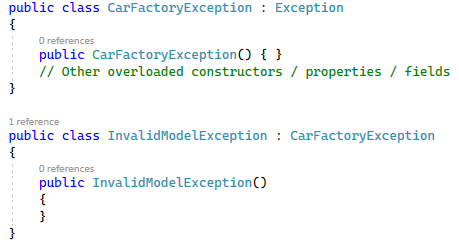 public class CarFactoryException : Exception
{
0 references
public CarFactoryException() { }
// Other overloaded constructors / properties / fields
}
1 reference
public class InvalidModelException : CarFactoryException
{
0 references
public InvalidModelException()
{
}
}